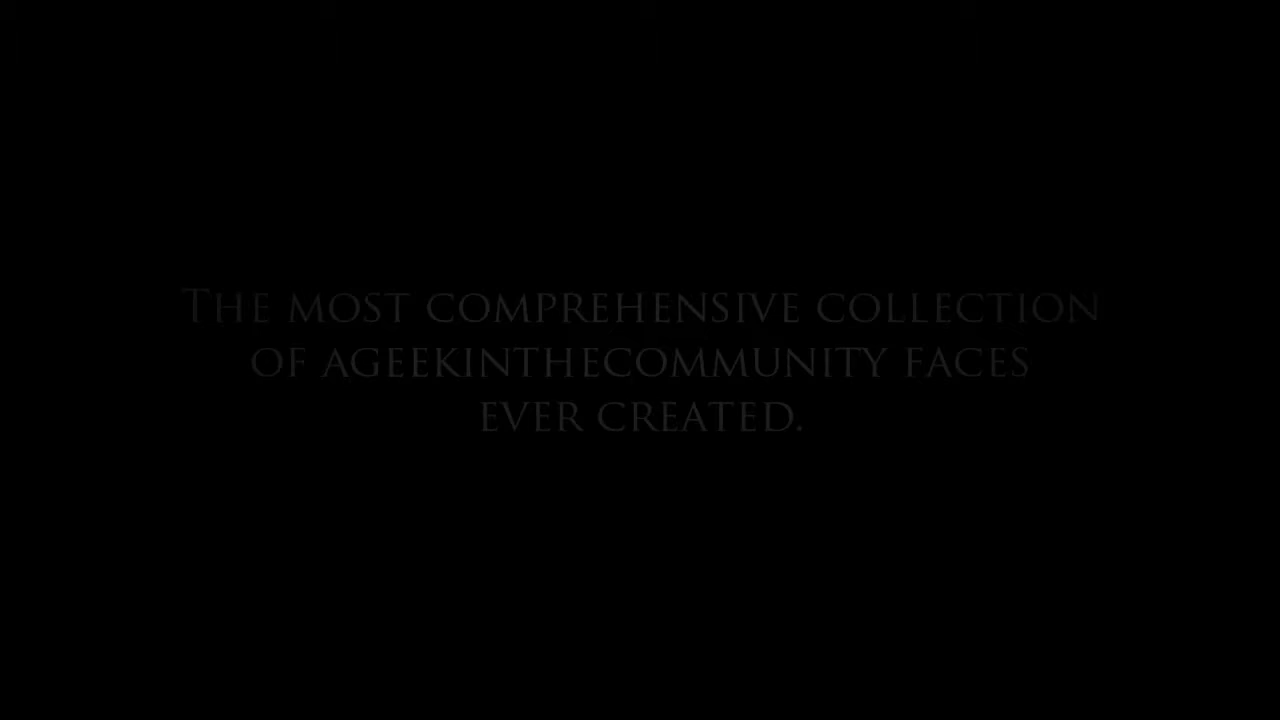 The most comprehensive collection
of ageekinthecommunity faces
ever created.